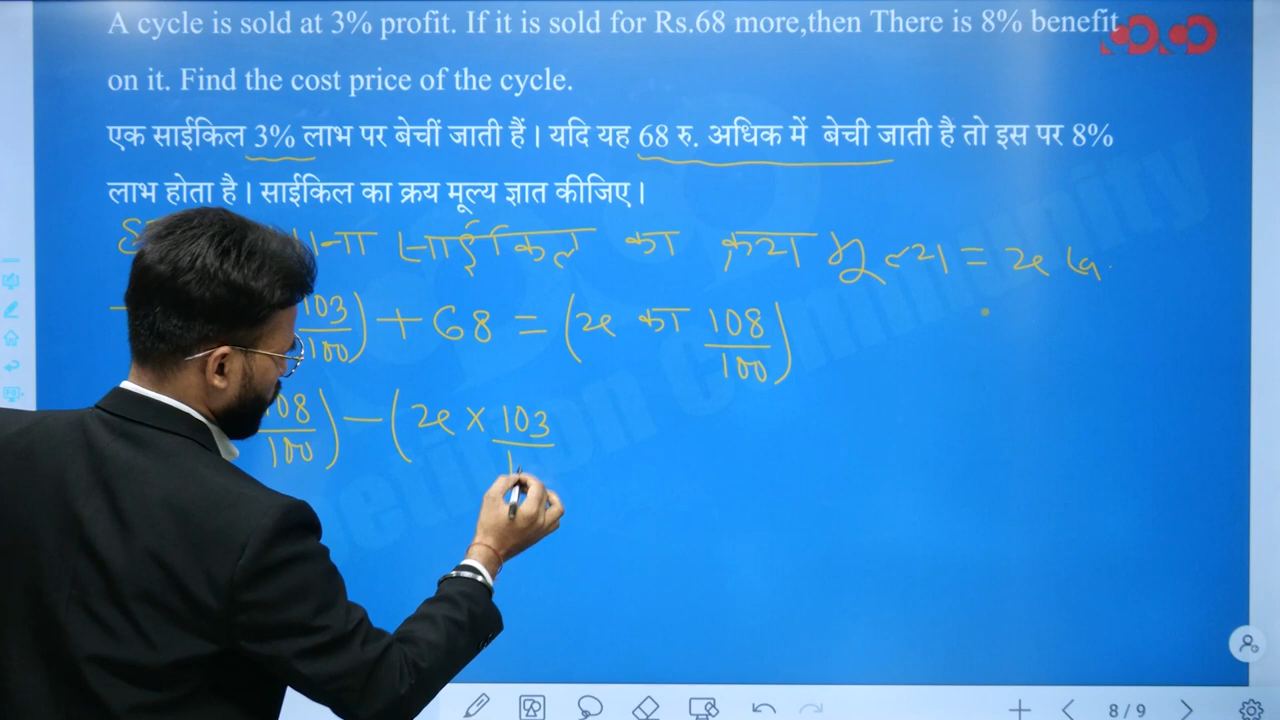 A cycle is sold at 3% profit. If it is sold for Rs.68 more,then There is 8% benefit
on it. Find the cost price of the cycle.
एक साईकिल 3% लाभ पर बेचीं जाती हैं। यदि यह 68 रु. अधिक में बेची जाती है तो इस पर 8%
लाभ होता है। साईकिल का क्रय मूल्य ज्ञात कीजिए।
साईकिल का क्रय मूल्य =
103/100) + 68 = ( का 108/100)
108/100) - ( × 103
8/9